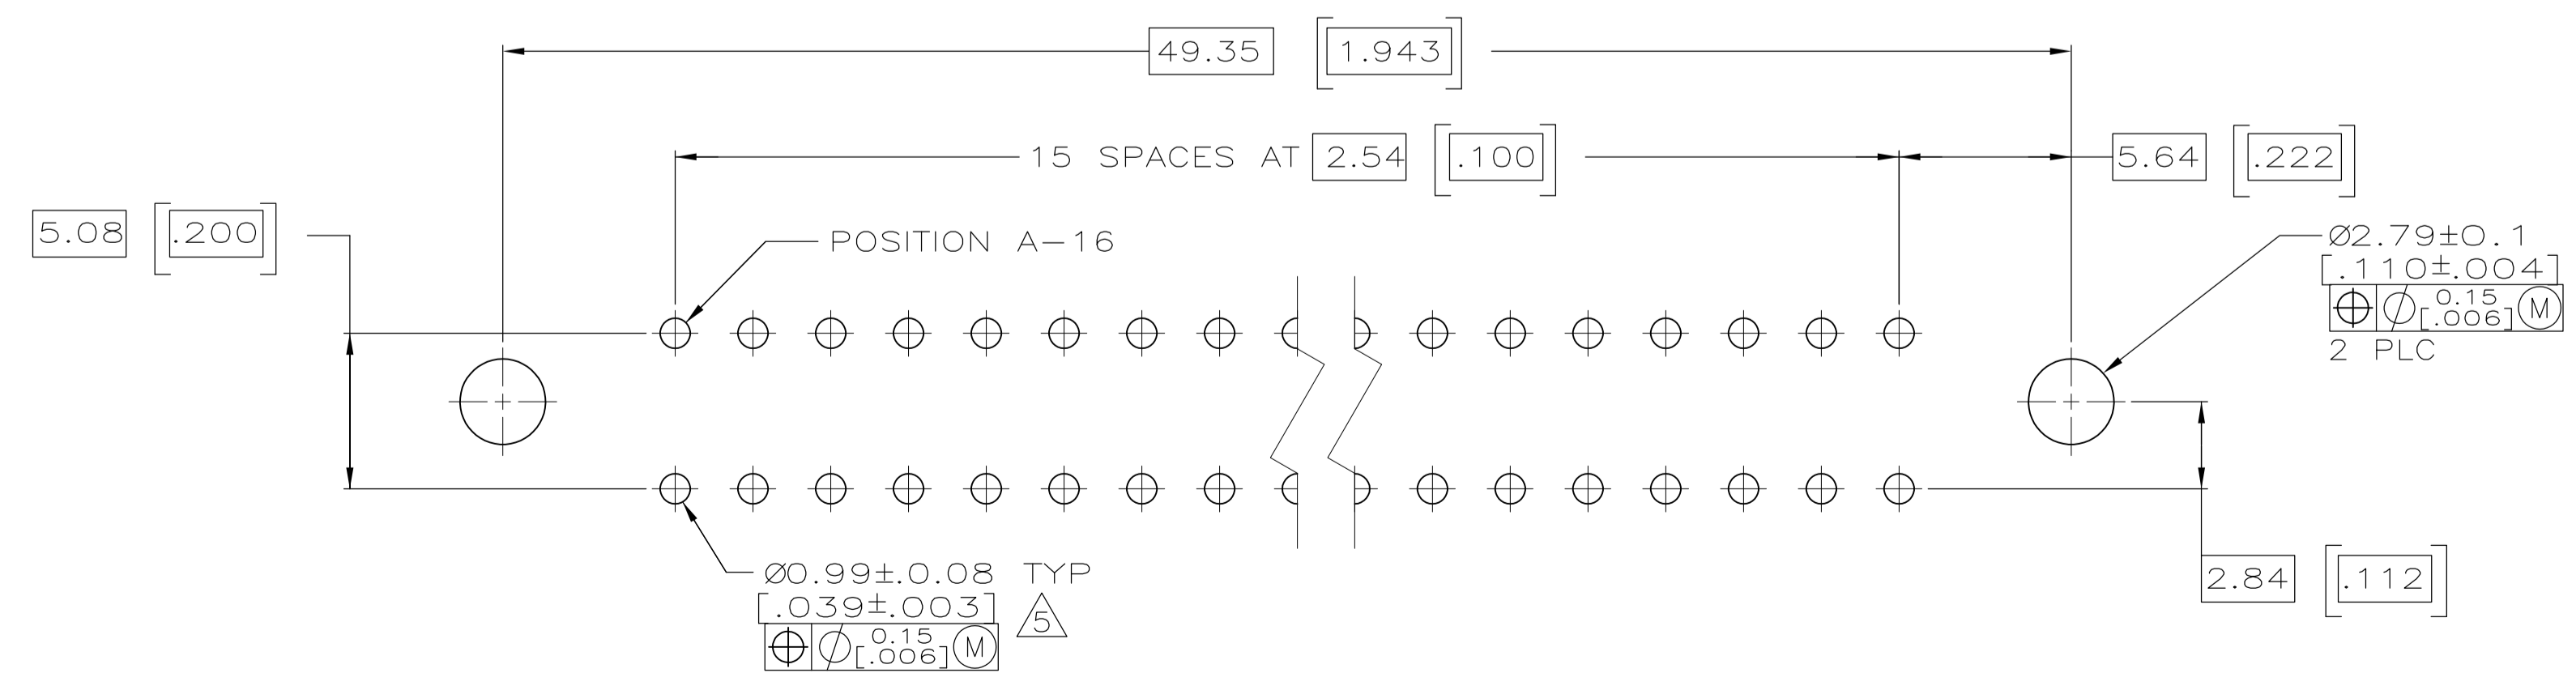 49.35 [1.943]
15 SPACES AT 2.54 [.100]
5.64 [.222]
5.08 [.200]
POSITION A-16
Ø2.79±0.1
[.110±.004]
⌖ Ø 0.15 [.006] Ⓜ
2 PLC
Ø0.99±.0.08 TYP
[.039±.003]
5
⌖ Ø 0.15 [.006] Ⓜ
2.84 [.112]